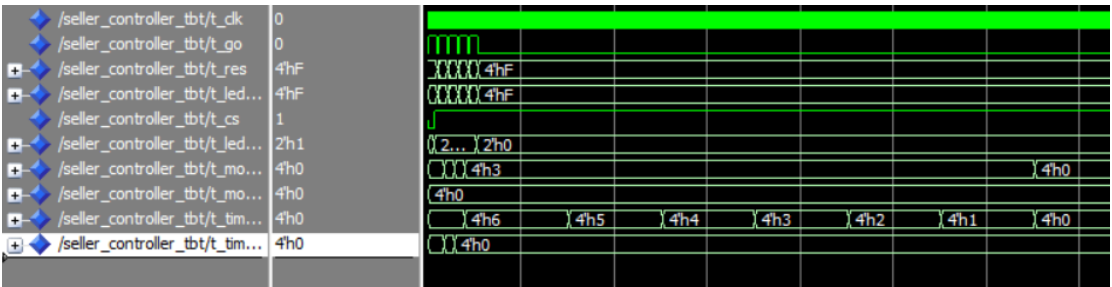 /seller_controller_tbt/t_clk 0
/seller_controller_tbt/t_go 0
/seller_controller_tbt/t_res 4'hF 4'hF
/seller_controller_tbt/t_led... 4'hF 4'hF
/seller_controller_tbt/t_cs 1
/seller_controller_tbt/t_led... 2'h1 2... 2'h0
/seller_controller_tbt/t_mo... 4'h0 4'h3 4'h0
/seller_controller_tbt/t_mo... 4'h0 4'h0
/seller_controller_tbt/t_tim... 4'h0 4'h6 4'h5 4'h4 4'h3 4'h2 4'h1 4'h0
/seller_controller_tbt/t_tim... 4'h0 4'h0